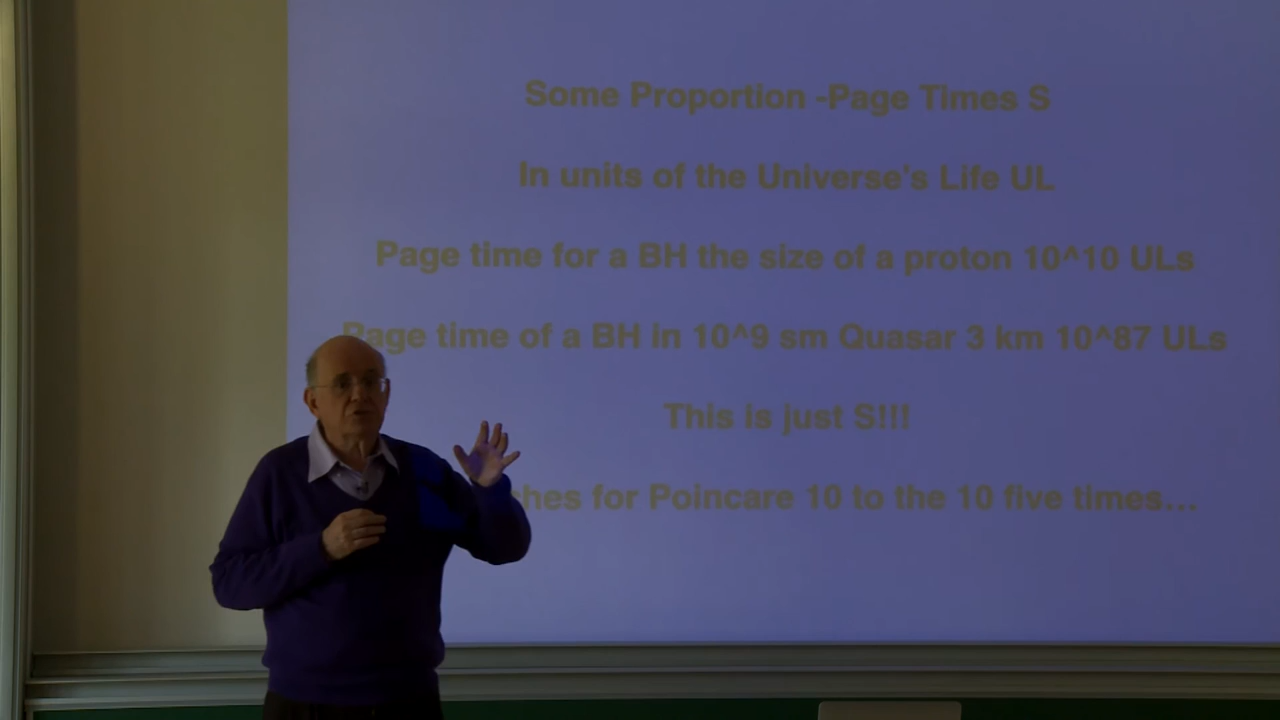 Some Proportion -Page Times S
In units of the Universe's Life UL
Page time for a BH the size of a proton 10^10 ULs
Page time of a BH in 10^9 sm Quasar 3 km 10^87 ULs
This is just S!!!
for Poincare 10 to the 10 five times...